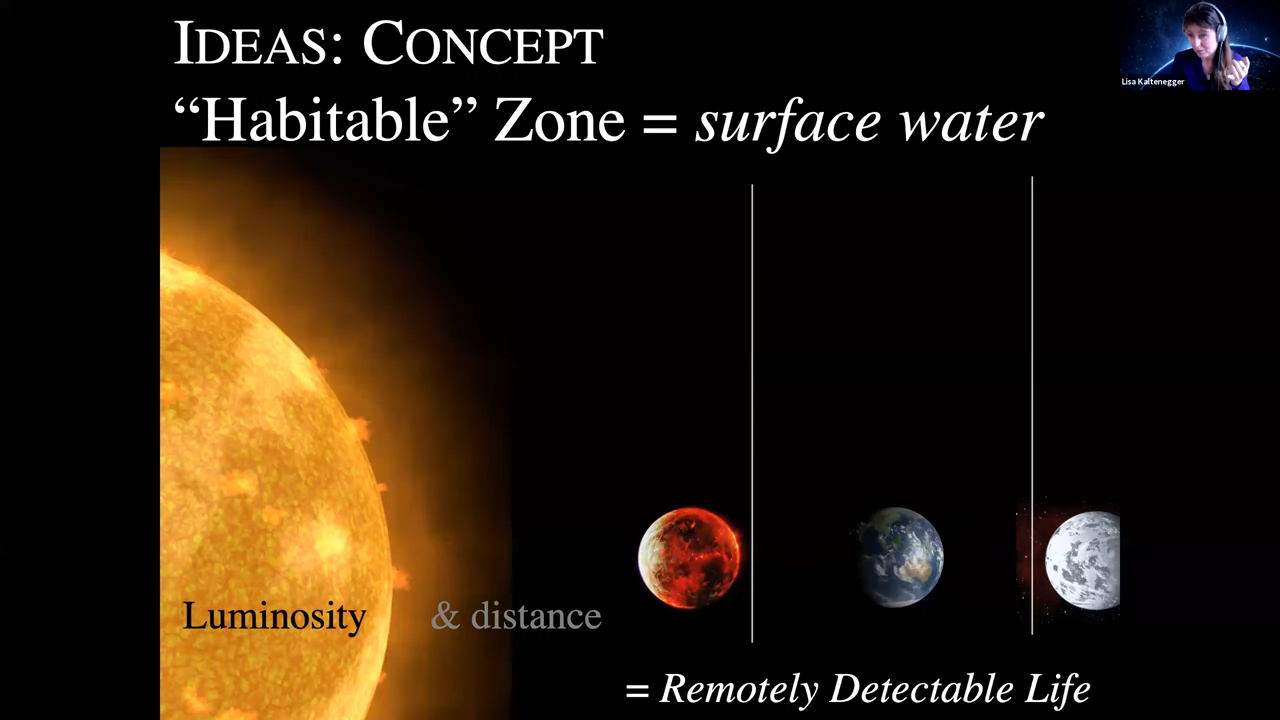 IDEAS: CONCEPT
Lisa Kaltenegger
“Habitable” Zone = surface water
Luminosity & distance
= Remotely Detectable Life